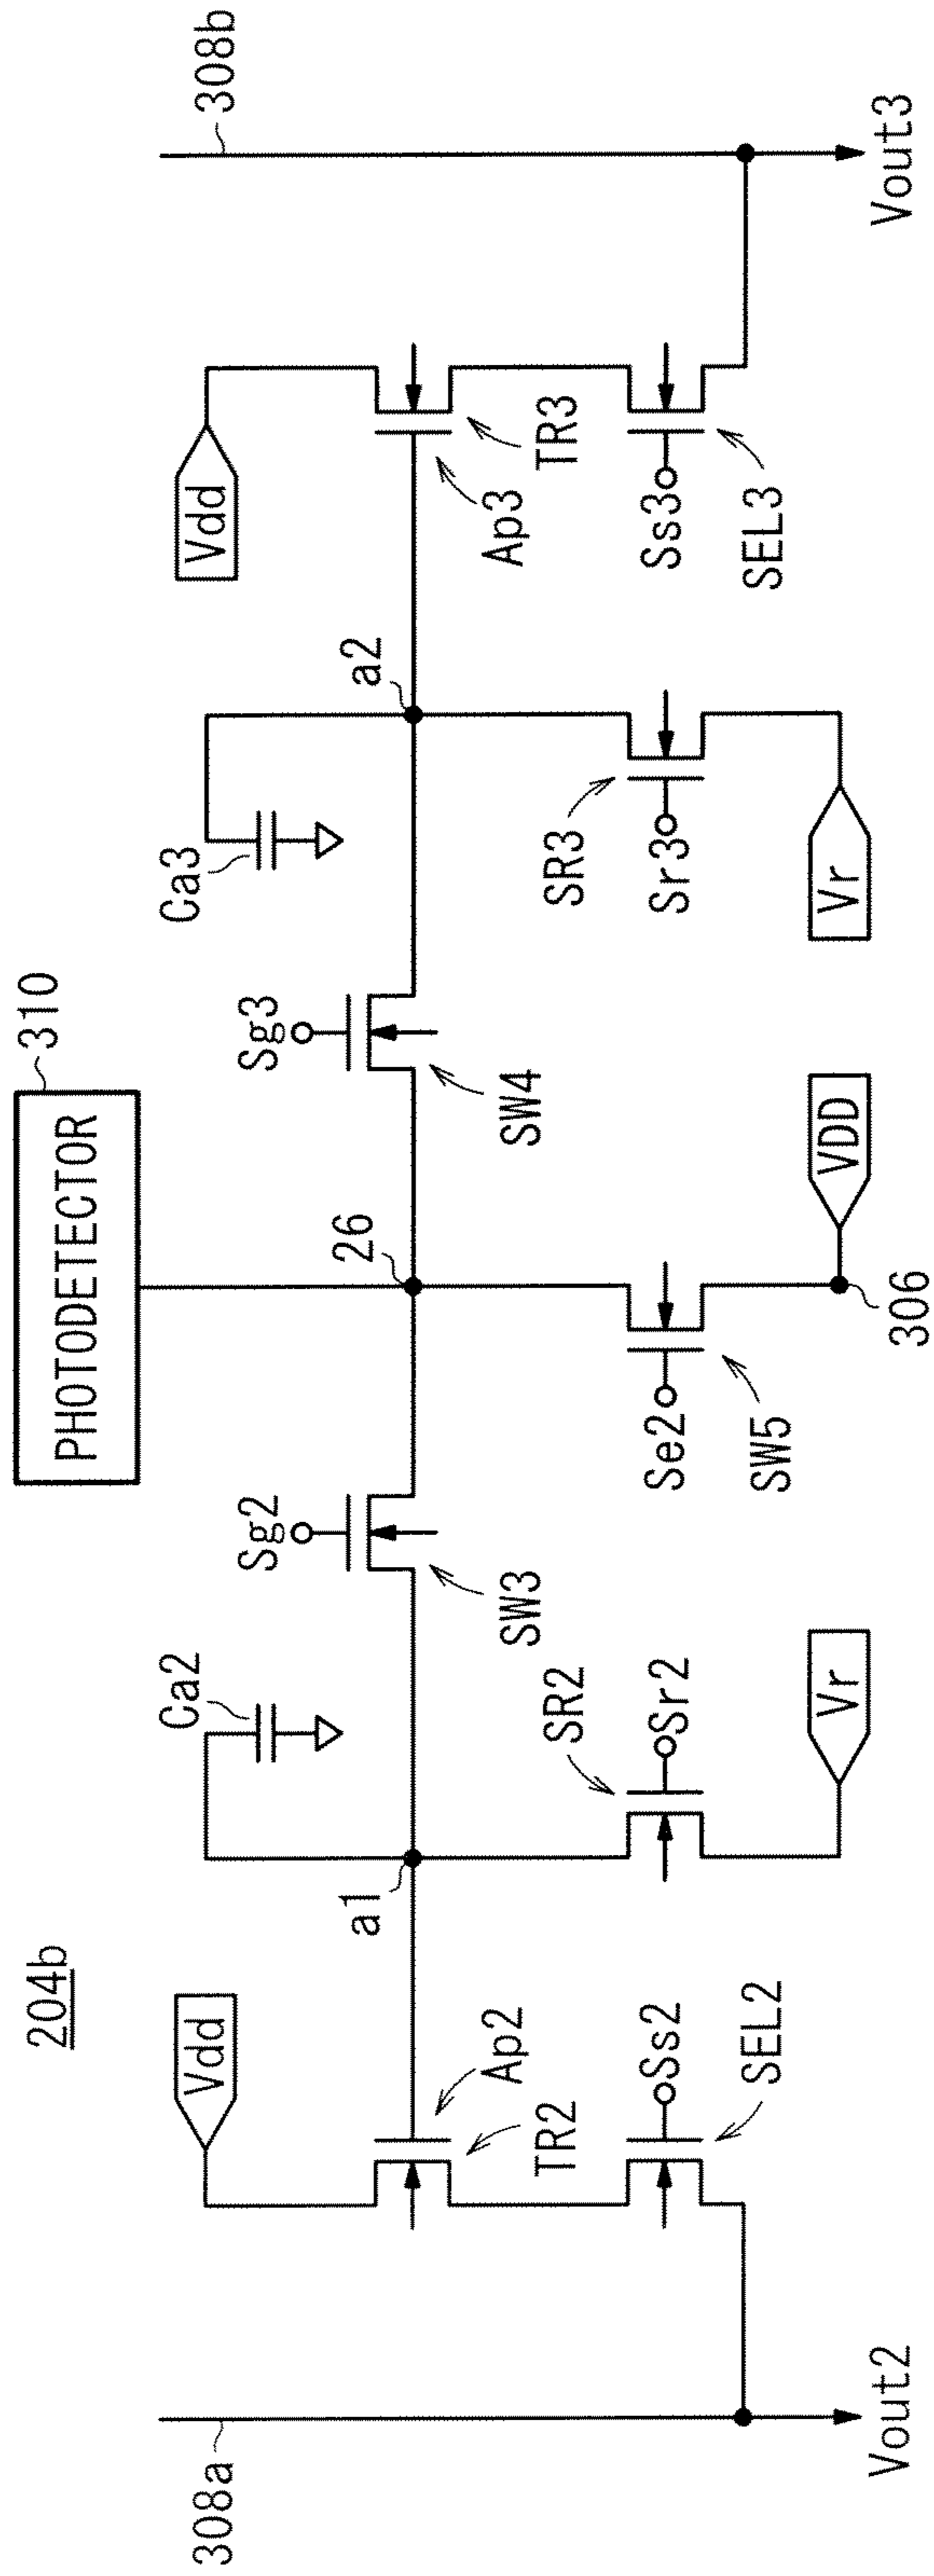 204b
PHOTODETECTOR
310
308a
Vdd
Ca2
Sg2
Sg3
Ca3
Vdd
308b
a1
26
a2
Ap2
TR2
SW3
SW4
Ap3
TR3
Ss2
SEL2
SR2
Sr2
Se2
SW5
SR3
Sr3
Ss3
SEL3
Vout2
Vr
306
VDD
Vr
Vout3